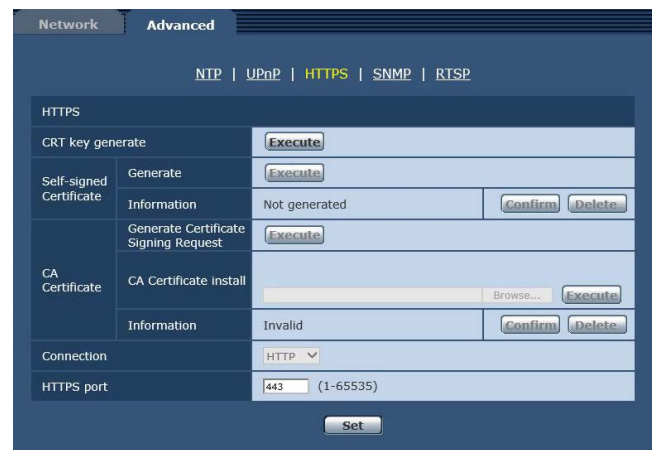 Network Advanced
NTP | UPnP | HTTPS | SNMP | RTSP
HTTPS
CRT key generate Execute
Self-signed
Certificate
Generate Execute
Information Not generated Confirm Delete
CA
Certificate
Generate Certificate
Signing Request
Execute
CA Certificate install Browse... Execute
Information Invalid Confirm Delete
Connection HTTP
HTTPS port 443 (1-65535)
Set